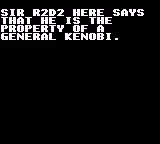 SIR R2D2 HERE SAYS
THAT HE IS THE
PROPERTY OF A
GENERAL KENOBI.